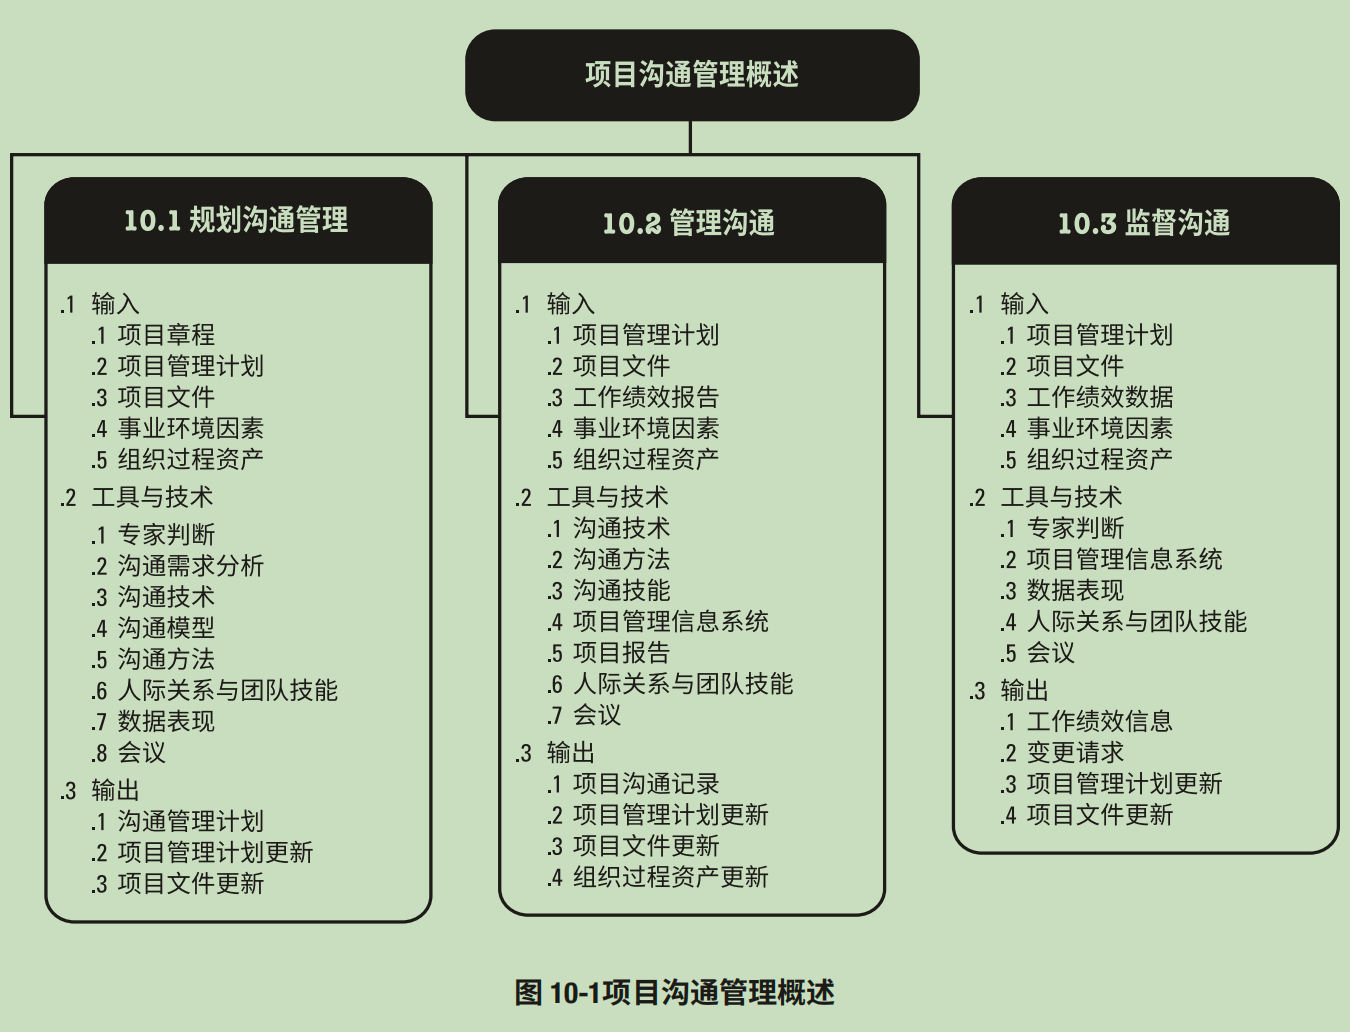 项目沟通管理概述
10.1 规划沟通管理
.1 输入
.1 项目章程
.2 项目管理计划
.3 项目文件
.4 事业环境因素
.5 组织过程资产
.2 工具与技术
.1 专家判断
.2 沟通需求分析
.3 沟通技术
.4 沟通模型
.5 沟通方法
.6 人际关系与团队技能
.7 数据表现
.8 会议
.3 输出
.1 沟通管理计划
.2 项目管理计划更新
.3 项目文件更新
10.2 管理沟通
.1 输入
.1 项目管理计划
.2 项目文件
.3 工作绩效报告
.4 事业环境因素
.5 组织过程资产
.2 工具与技术
.1 沟通技术
.2 沟通方法
.3 沟通技能
.4 项目管理信息系统
.5 项目报告
.6 人际关系与团队技能
.7 会议
.3 输出
.1 项目沟通记录
.2 项目管理计划更新
.3 项目文件更新
.4 组织过程资产更新
10.3 监督沟通
.1 输入
.1 项目管理计划
.2 项目文件
.3 工作绩效数据
.4 事业环境因素
.5 组织过程资产
.2 工具与技术
.1 专家判断
.2 项目管理信息系统
.3 数据表现
.4 人际关系与团队技能
.5 会议
.3 输出
.1 工作绩效信息
.2 变更请求
.3 项目管理计划更新
.4 项目文件更新
图 10-1项目沟通管理概述